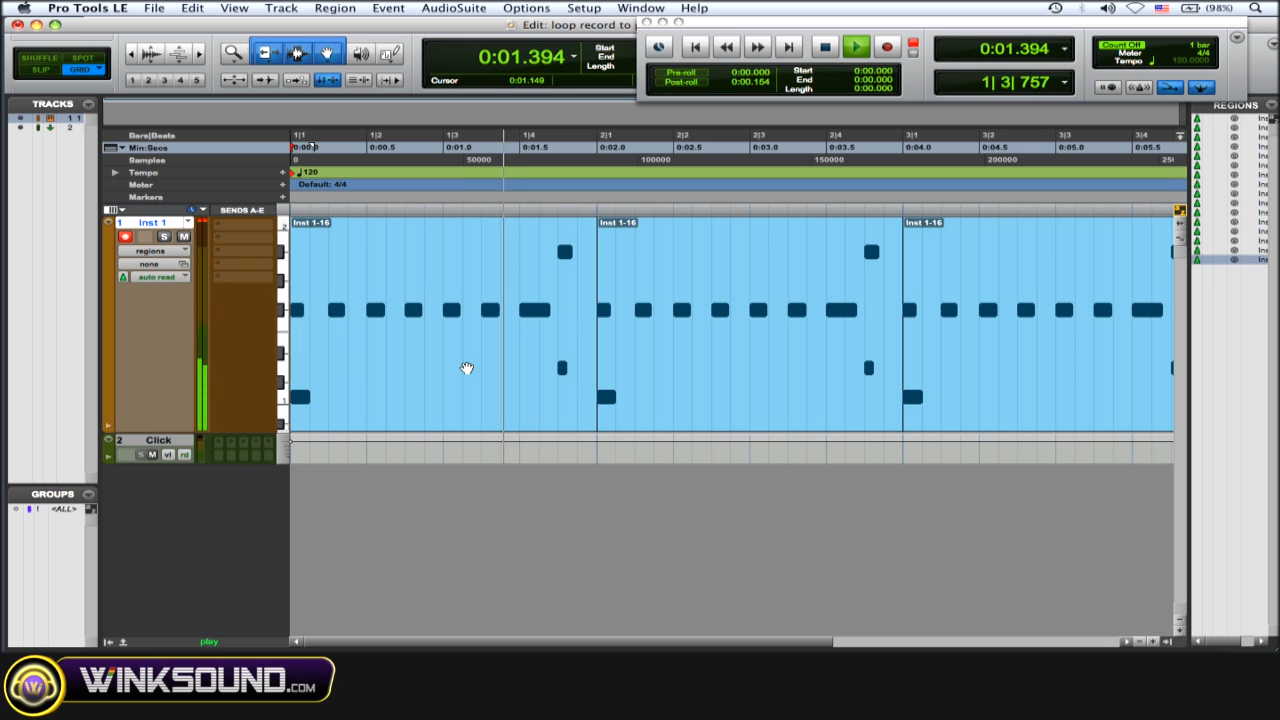 Pro Tools LE File Edit View Track Region Event AudioSuite Options Setup Window Help (98%)
Edit: loop record to
SHUFFLE SPOT
SLIP GRID
1 2 3 4 5
0:01.394
Start
End
Length
Cursor 0:01.149
Pre-roll 0:00.000
Post-roll 0:00.154
Start 0:00.000
End 0:00.000
Length 0:00.000
0:01.394
1| 3| 757
Count Off 1 bar
Meter 4/4
Tempo 120.0000
TRACKS
1 1
2
REGIONS
Bars|Beats 1|1 1|2 1|3 1|4 2|1 2|2 2|3 2|4 3|1 3|2 3|3 3|4
Min:Secs 0:00.0 0:00.5 0:01.0 0:01.5 0:02.0 0:02.5 0:03.0 0:03.5 0:04.0 0:04.5 0:05.0 0:05.5
Samples 0 50000 100000 150000 200000
Tempo 120
Meter Default: 4/4
Markers
SENDS A-E
1 Inst 1
S M
regions
none
auto read
2
1
Inst 1-16 Inst 1-16 Inst 1-16
2 Click
S M vl rd
GROUPS
1 <ALL>
play
WINKSOUND.COM